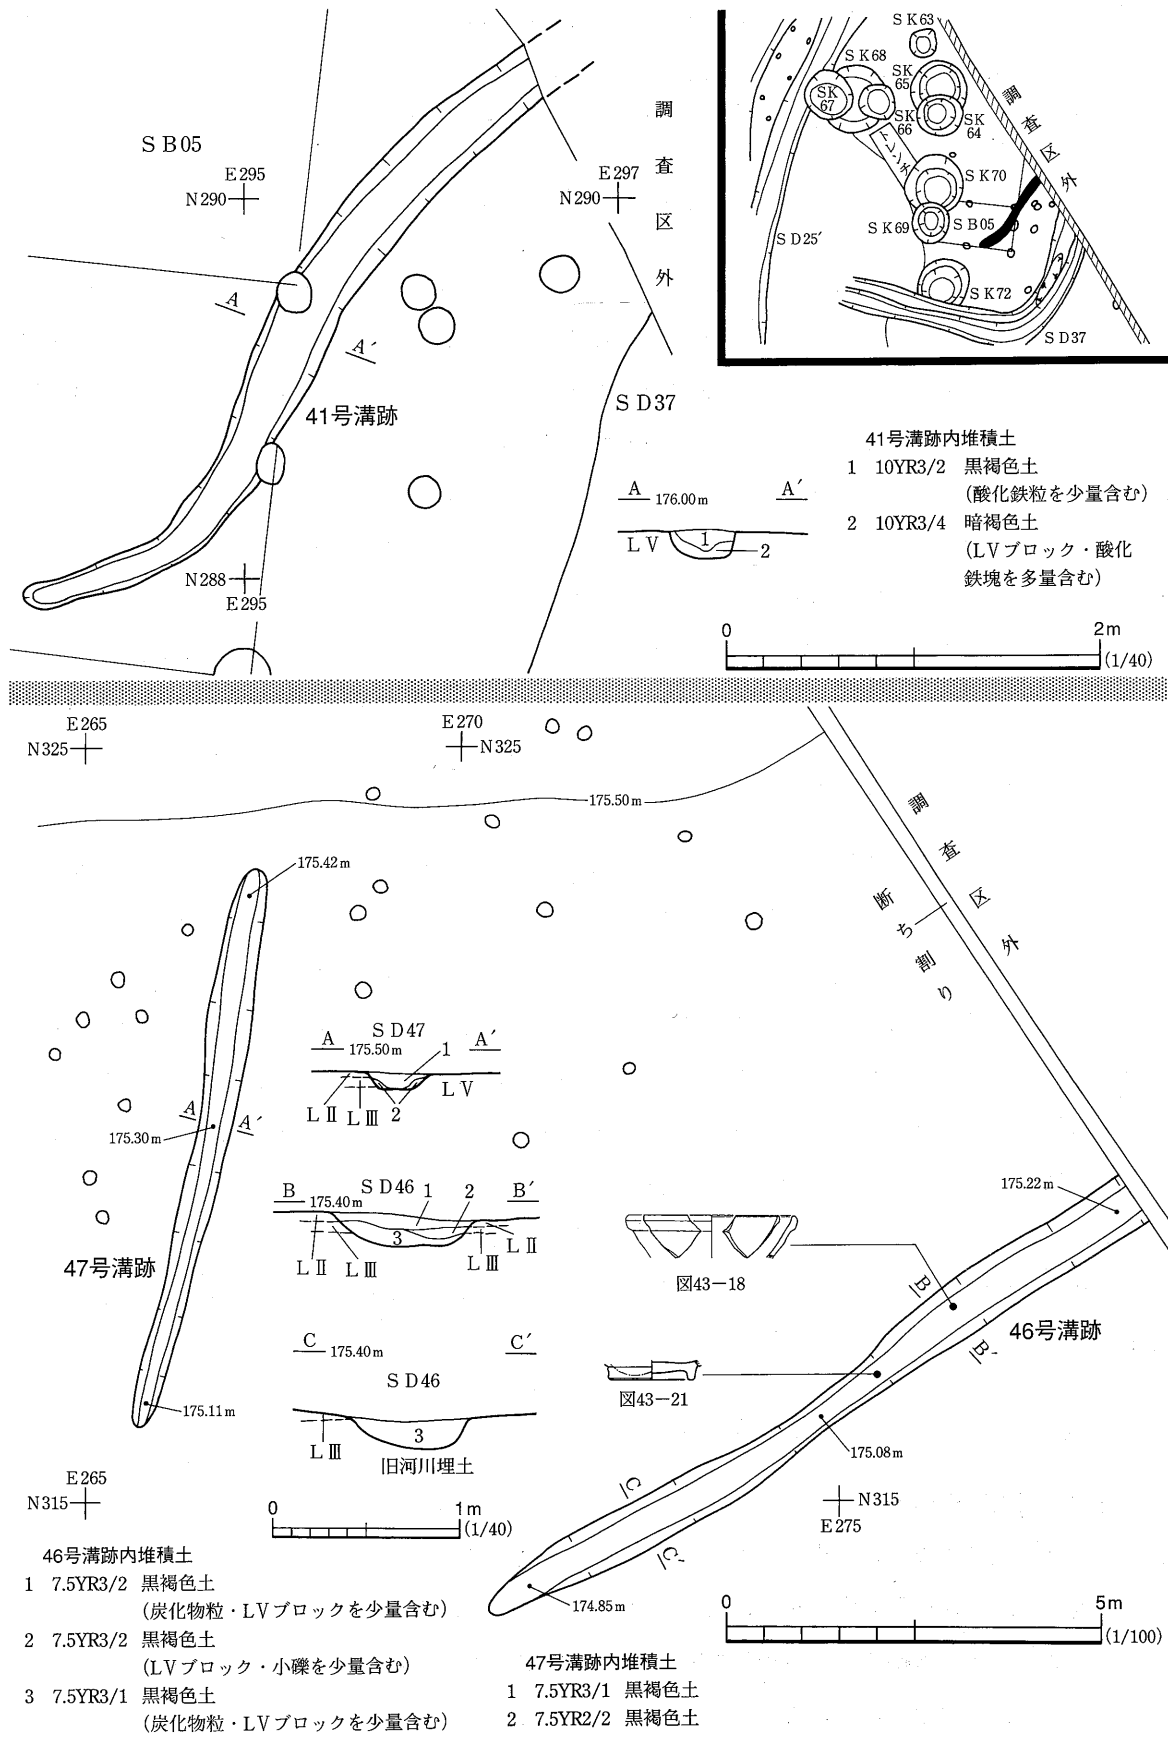 SB05
E295
N290
E297
N290
調査区外
A
A′
41号溝跡
SD37
N288
E295
SK63
SK68
SK65
SK67
SK66
SK64
トレンチ
調査区外
SK70
SK69
SB05
SD25′
SK72
SD37
A 176.00m A′
LV
1
2
41号溝跡内堆積土
1 10YR3/2 黒褐色土
(酸化鉄粒を少量含む)
2 10YR3/4 暗褐色土
(LVブロック・酸化
鉄塊を多量含む)
0 2m
(1/40)
E265
N325
E270
N325
175.50m
調査区外
断ち割り
175.42m
A
A′
175.30m
47号溝跡
175.11m
SD47
A 175.50m A′
1
LV
LⅡ LⅢ 2
SD46
B 175.40m B′
1 2
3
LⅡ LⅢ LⅢ LⅡ
C 175.40m C′
SD46
3
LⅢ
旧河川埋土
0 1m
(1/40)
175.22m
図43−18
B
B′
46号溝跡
図43−21
175.08m
C
C′
N315
E275
174.85m
E265
N315
46号溝跡内堆積土
1 7.5YR3/2 黒褐色土
(炭化物粒・LVブロックを少量含む)
2 7.5YR3/2 黒褐色土
(LVブロック・小礫を少量含む)
3 7.5YR3/1 黒褐色土
(炭化物粒・LVブロックを少量含む)
0 5m
(1/100)
47号溝跡内堆積土
1 7.5YR3/1 黒褐色土
2 7.5YR2/2 黒褐色土